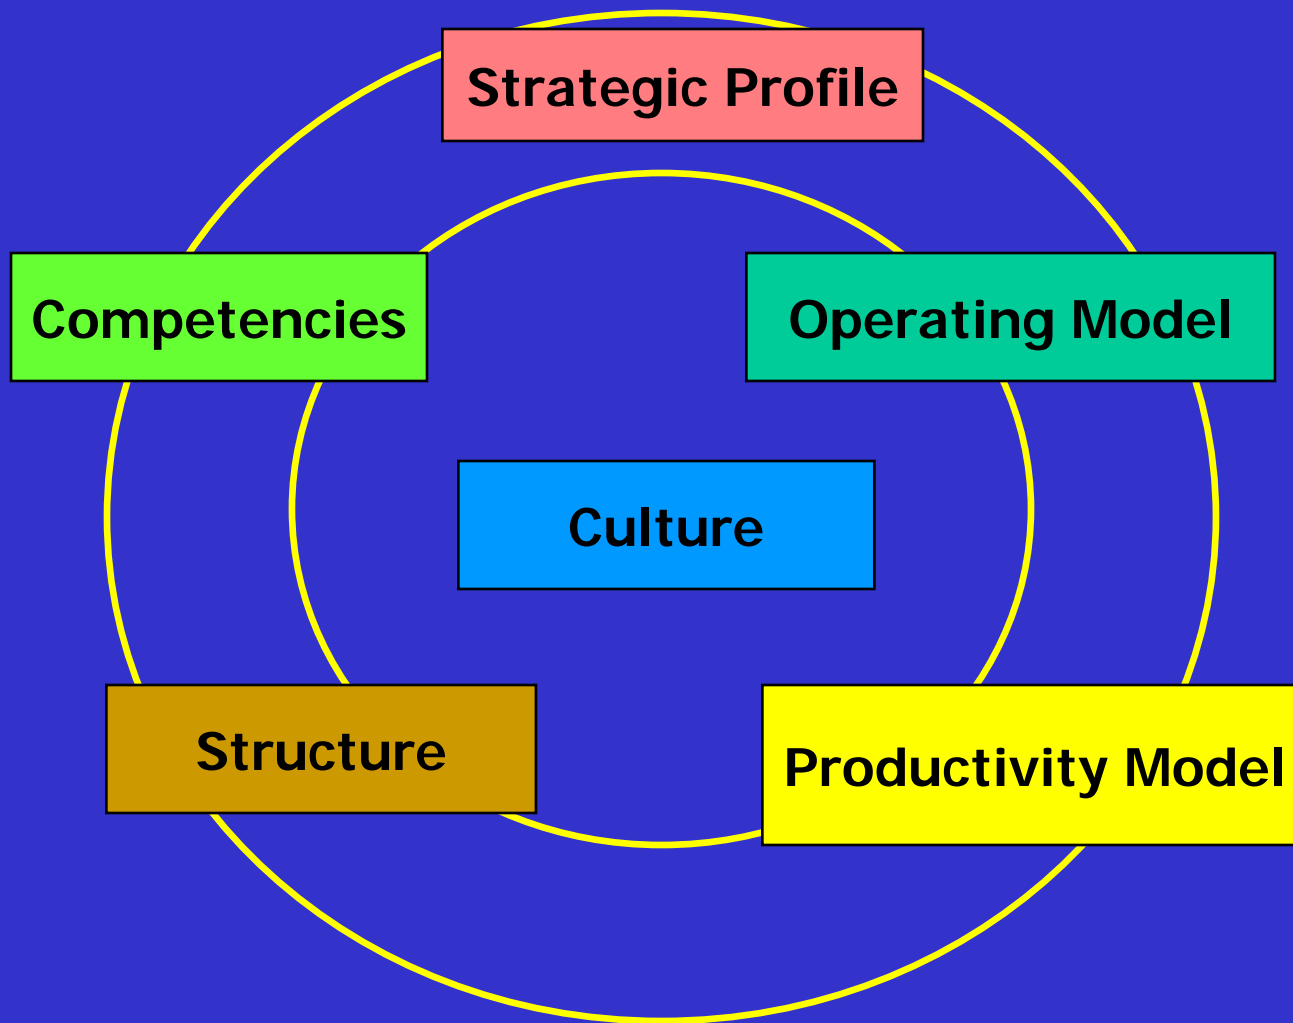 Strategic Profile
Competencies
Operating Model
Culture
Structure
Productivity Model